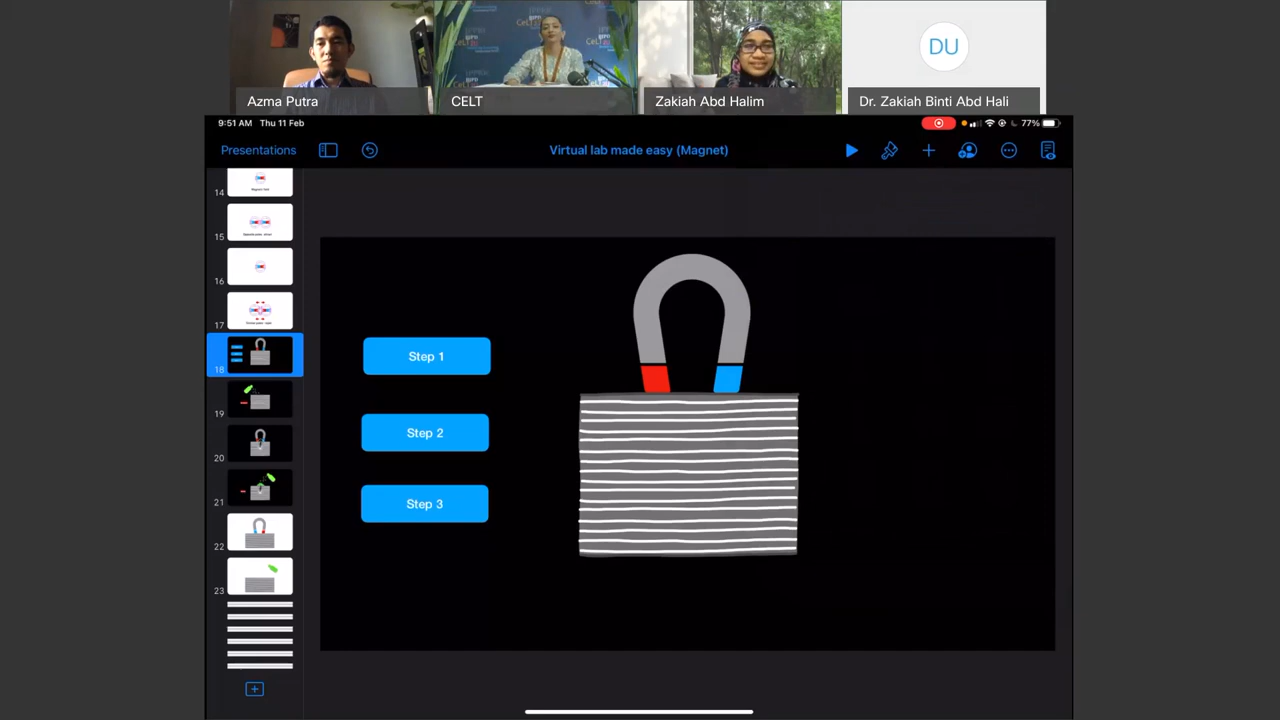 Azma Putra
CELT
Zakiah Abd Halim
DU
Dr. Zakiah Binti Abd Hali
9:51 AM Thu 11 Feb
77%
Presentations
Virtual lab made easy (Magnet)
14
15
16
17
18
19
20
21
22
23
Step 1
Step 2
Step 3